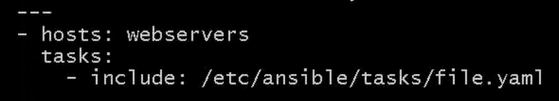 ---
- hosts: webservers
  tasks:
    - include: /etc/ansible/tasks/file.yaml